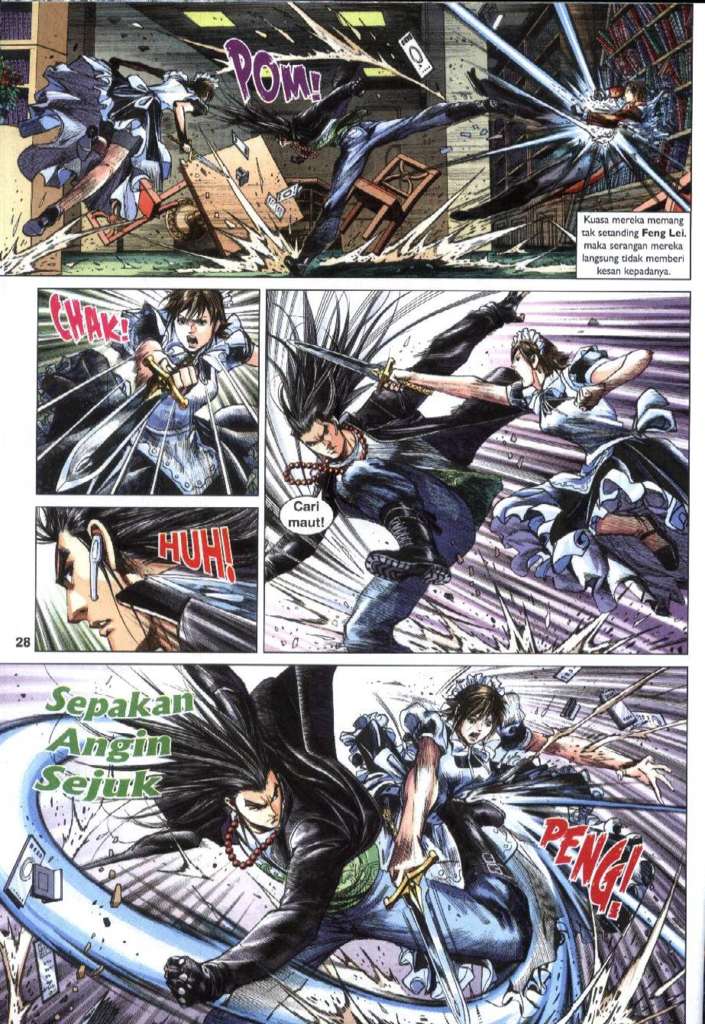 POM!
Kuasa mereka memang
tak setanding Feng Lei,
maka serangan mereka
langsung tidak memberi
kesan kepadanya.
CHAK!
Cari
maut!
HUH!
28
Sepakan
Angin
Sejuk
PENG!